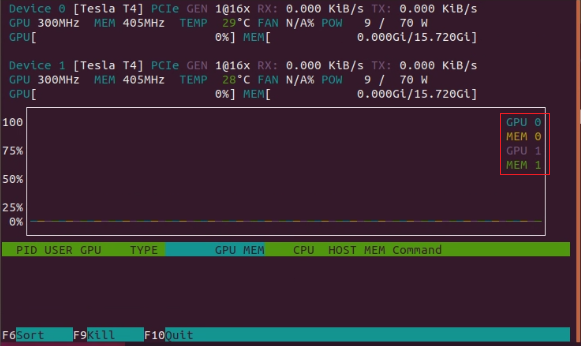 Device 0 [Tesla T4] PCIe GEN 1@16x RX: 0.000 KiB/s TX: 0.000 KiB/s
GPU 300MHz MEM 405MHz TEMP 29°C FAN N/A% POW 9 / 70 W
GPU[ 0%] MEM[ 0.000Gi/15.720Gi]
Device 1 [Tesla T4] PCIe GEN 1@16x RX: 0.000 KiB/s TX: 0.000 KiB/s
GPU 300MHz MEM 405MHz TEMP 28°C FAN N/A% POW 9 / 70 W
GPU[ 0%] MEM[ 0.000Gi/15.720Gi]
100 GPU 0
MEM 0
75% GPU 1
MEM 1
50%
25%
0%
PID USER GPU TYPE GPU MEM CPU HOST MEM Command
F6Sort F9Kill F10Quit